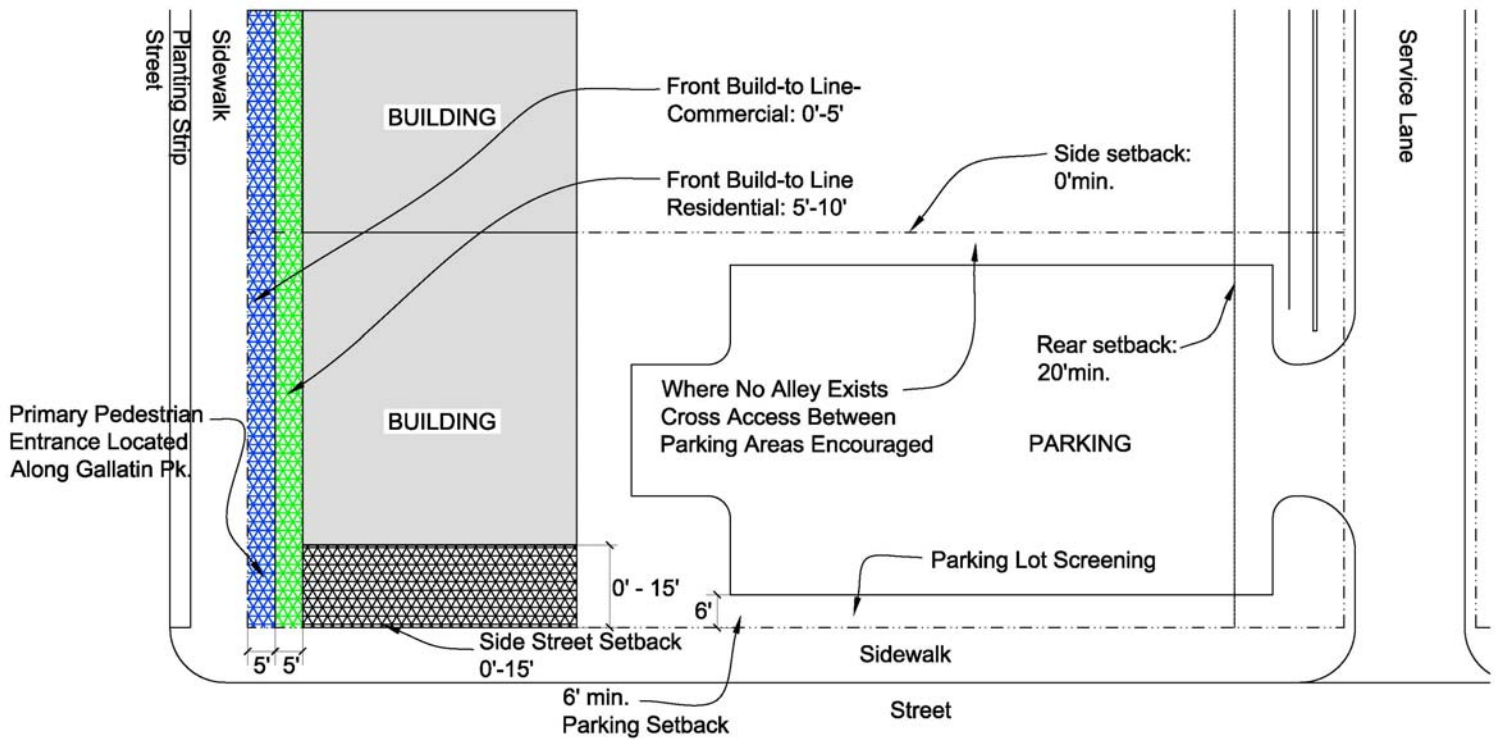 Street
Planting Strip
Sidewalk
BUILDING
Front Build-to Line-
Commercial: 0'-5'
Front Build-to Line
Residential: 5'-10'
Side setback:
0'min.
Service Lane
Rear setback:
20'min.
Where No Alley Exists
Cross Access Between
Parking Areas Encouraged
PARKING
BUILDING
Primary Pedestrian
Entrance Located
Along Gallatin Pk.
0' - 15'
6'
Parking Lot Screening
5'
5'
Side Street Setback
0'-15'
Sidewalk
6' min.
Parking Setback
Street